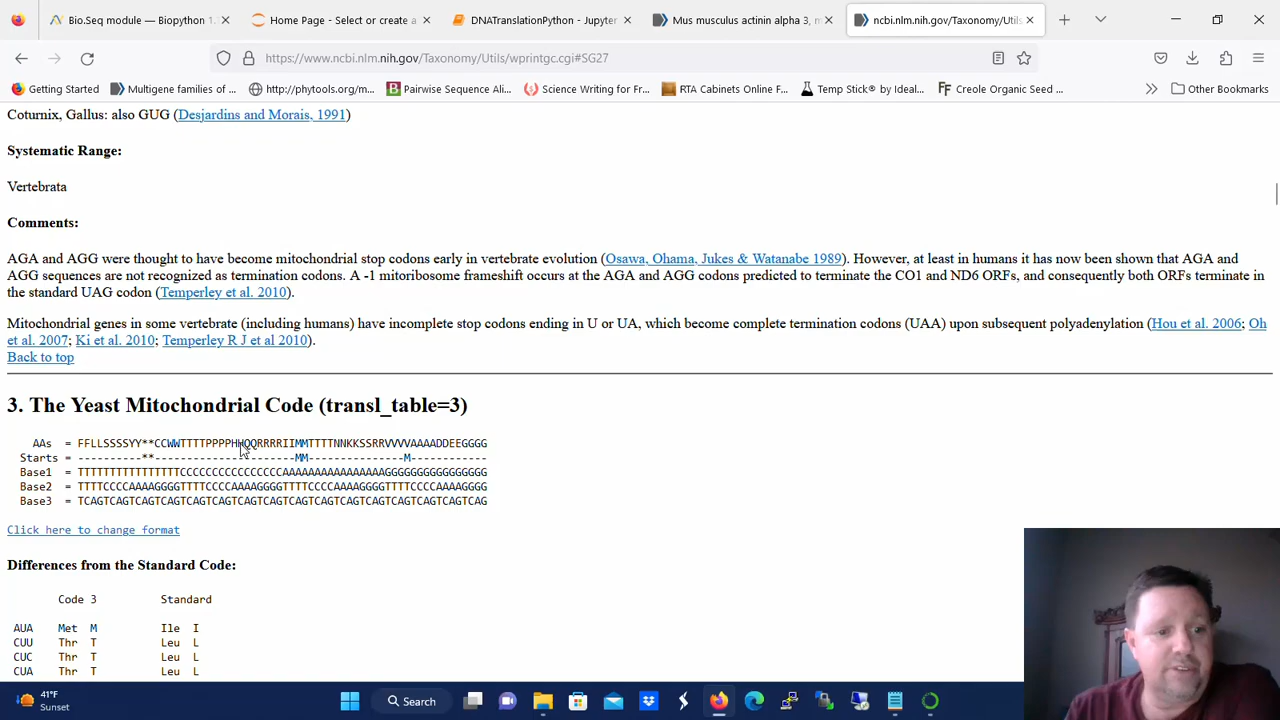 Bio.Seq module — Biopython 1.
Home Page - Select or create a
DNATranslationPython - Jupyter
Mus musculus actinin alpha 3, m
ncbi.nlm.nih.gov/Taxonomy/Utils
https://www.ncbi.nlm.nih.gov/Taxonomy/Utils/wprintgc.cgi#SG27
Getting Started
Multigene families of ...
http://phytools.org/m...
Pairwise Sequence Ali...
Science Writing for Fr...
RTA Cabinets Online F...
Temp Stick® by Ideal...
Creole Organic Seed ...
Other Bookmarks
Coturnix, Gallus: also GUG (Desjardins and Morais, 1991)
Systematic Range:
Vertebrata
Comments:
AGA and AGG were thought to have become mitochondrial stop codons early in vertebrate evolution (Osawa, Ohama, Jukes & Watanabe 1989). However, at least in humans it has now been shown that AGA and
AGG sequences are not recognized as termination codons. A -1 mitoribosome frameshift occurs at the AGA and AGG codons predicted to terminate the CO1 and ND6 ORFs, and consequently both ORFs terminate in
the standard UAG codon (Temperley et al. 2010).
Mitochondrial genes in some vertebrate (including humans) have incomplete stop codons ending in U or UA, which become complete termination codons (UAA) upon subsequent polyadenylation (Hou et al. 2006; Oh
et al. 2007; Ki et al. 2010; Temperley R J et al 2010).
Back to top
3. The Yeast Mitochondrial Code (transl_table=3)
AAs = FFLLSSSSYY**CCWWTTTTPPPPHHQQRRRRIIMMTTTTNNKKSSRRVVVVAAAADDEEGGGG
Starts = ----------**----------------------MM---------------M------------
Base1 = TTTTTTTTTTTTTTTTCCCCCCCCCCCCCCCCAAAAAAAAAAAAAAAAGGGGGGGGGGGGGGGG
Base2 = TTTTCCCCAAAAGGGGTTTTCCCCAAAAGGGGTTTTCCCCAAAAGGGGTTTTCCCCAAAAGGGG
Base3 = TCAGTCAGTCAGTCAGTCAGTCAGTCAGTCAGTCAGTCAGTCAGTCAGTCAGTCAGTCAGTCAG
Click here to change format
Differences from the Standard Code:
Code 3 Standard
AUA Met M Ile I
CUU Thr T Leu L
CUC Thr T Leu L
CUA Thr T Leu L
41°F
Sunset
Search